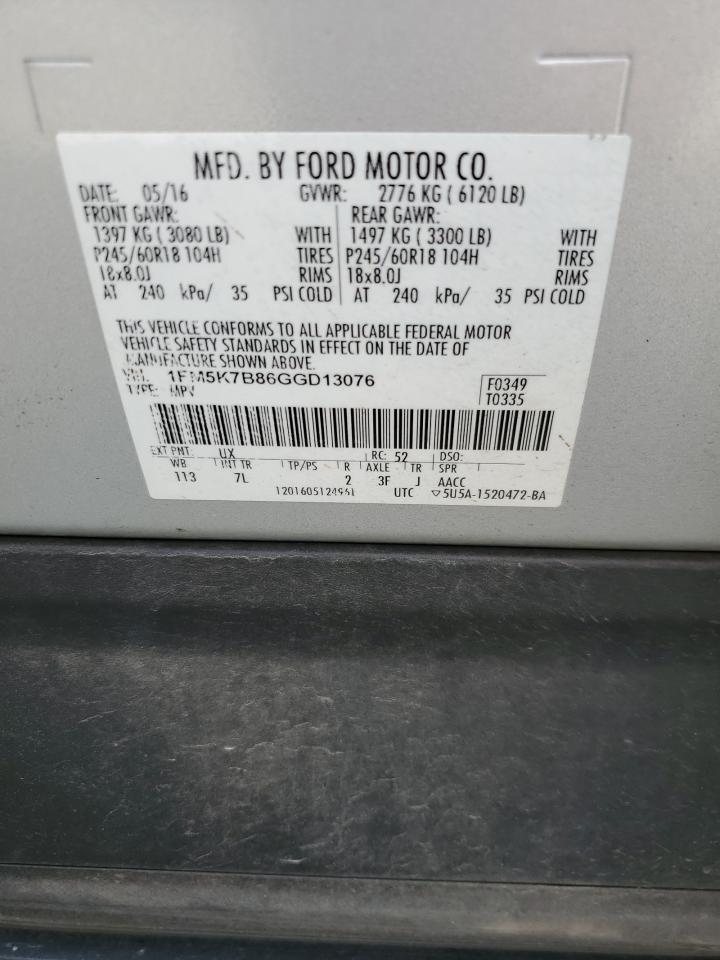 MFD. BY FORD MOTOR CO.
DATE: 05/16 GVWR: 2776 KG ( 6120 LB)
FRONT GAWR: REAR GAWR:
1397 KG ( 3080 LB) WITH 1497 KG ( 3300 LB) WITH
P245/60R18 104H TIRES P245/60R18 104H TIRES
18x8.0J RIMS 18x8.0J RIMS
AT 240 kPa/ 35 PSI COLD AT 240 kPa/ 35 PSI COLD
THIS VEHICLE CONFORMS TO ALL APPLICABLE FEDERAL MOTOR
VEHICLE SAFETY STANDARDS IN EFFECT ON THE DATE OF
MANUFACTURE SHOWN ABOVE.
VIN: 1FM5K7B86GGD13076 F0349
TYPE: MPV T0335
EXT PNT: UX RC: 52 DSO:
WB INT TR TP/PS R AXLE TR SPR
113 7L 2 3F J AACC
UTC ▽5U5A-1520472-BA